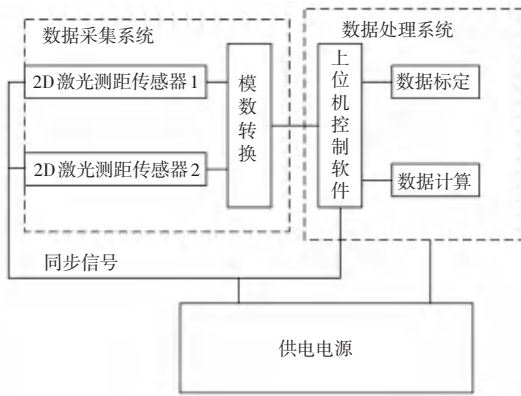 数据采集系统
2D激光测距传感器1
2D激光测距传感器2
模数转换
同步信号
数据处理系统
上位机控制软件
数据标定
数据计算
供电电源